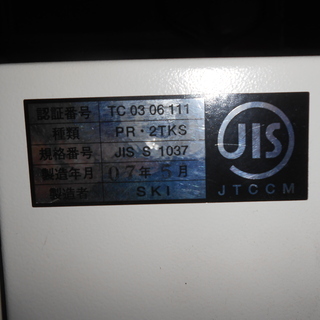 認証番号 TC 03 06 111
種類 PR・2TKS
規格番号 JIS S 1037
製造年月 07年5月
製造者 SKI
JIS
JTCCM